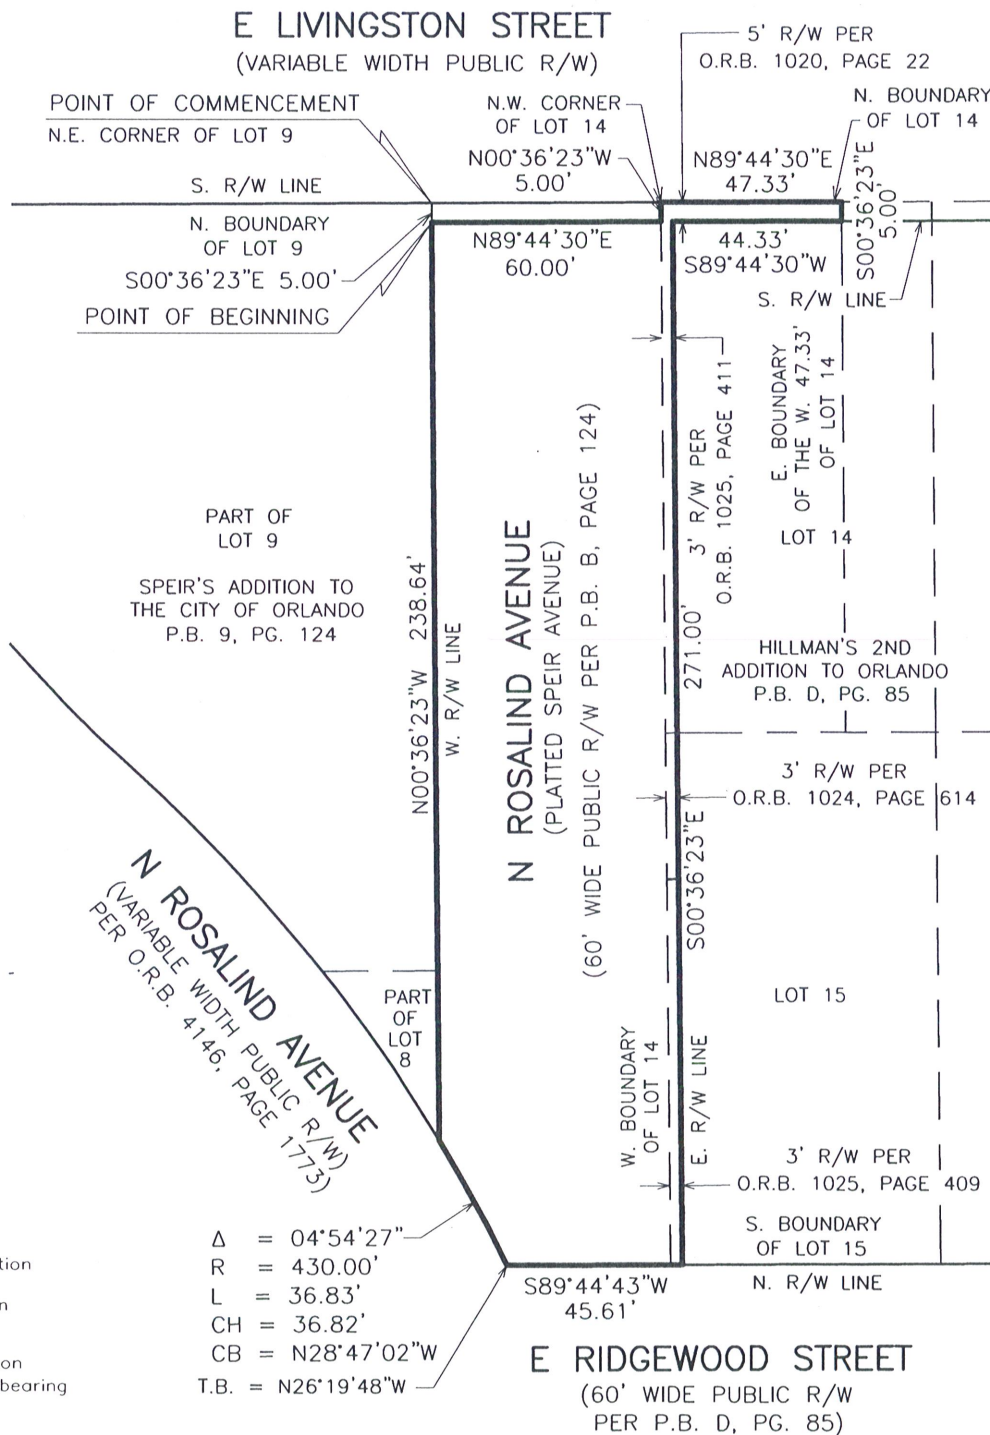 E LIVINGSTON STREET
(VARIABLE WIDTH PUBLIC R/W)
5' R/W PER
O.R.B. 1020, PAGE 22
POINT OF COMMENCEMENT
N.E. CORNER OF LOT 9
N.W. CORNER
OF LOT 14
N. BOUNDARY
OF LOT 14
N00°36'23"W
5.00'
N89°44'30"E
47.33'
S00°36'23"E
5.00'
S. R/W LINE
N. BOUNDARY
OF LOT 9
S00°36'23"E 5.00'
POINT OF BEGINNING
N89°44'30"E
60.00'
44.33'
S89°44'30"W
S. R/W LINE
3' R/W PER
O.R.B. 1025, PAGE 411
E. BOUNDARY
OF THE W. 47.33'
OF LOT 14
LOT 14
PART OF
LOT 9
SPEIR'S ADDITION TO
THE CITY OF ORLANDO
P.B. 9, PG. 124
N00°36'23"W 238.64'
W. R/W LINE
N ROSALIND AVENUE
(PLATTED SPEIR AVENUE)
(60' WIDE PUBLIC R/W PER P.B. B, PAGE 124)
271.00'
S00°36'23"E
HILLMAN'S 2ND
ADDITION TO ORLANDO
P.B. D, PG. 85
3' R/W PER
O.R.B. 1024, PAGE 614
N ROSALIND AVENUE
(VARIABLE WIDTH PUBLIC R/W)
PER O.R.B. 4146, PAGE 1773)
PART
OF
LOT
8
LOT 15
W. BOUNDARY
OF LOT 14
E. R/W LINE
3' R/W PER
O.R.B. 1025, PAGE 409
S. BOUNDARY
OF LOT 15
N. R/W LINE
Δ = 04°54'27"
R = 430.00'
L = 36.83'
CH = 36.82'
CB = N28°47'02"W
T.B. = N26°19'48"W
S89°44'43"W
45.61'
E RIDGEWOOD STREET
(60' WIDE PUBLIC R/W
PER P.B. D, PG. 85)
tion
n
on
bearing